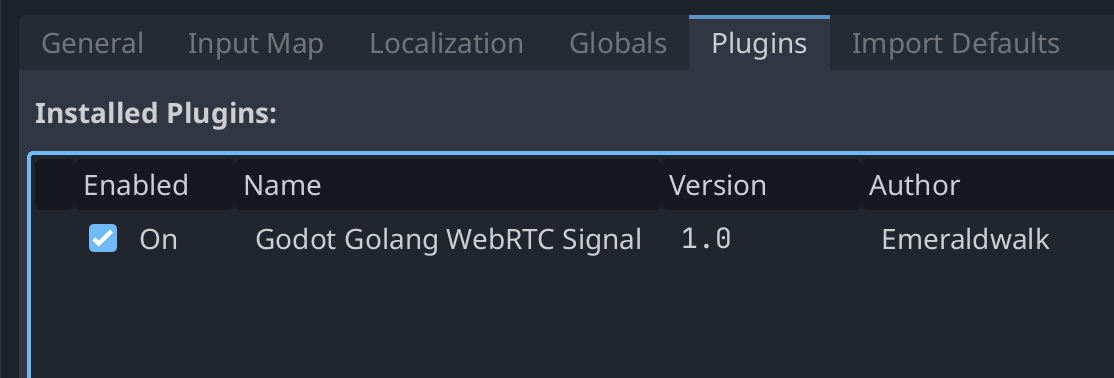 General Input Map Localization Globals Plugins Import Defaults
Installed Plugins:
Enabled Name Version Author
On Godot Golang WebRTC Signal 1.0 Emeraldwalk